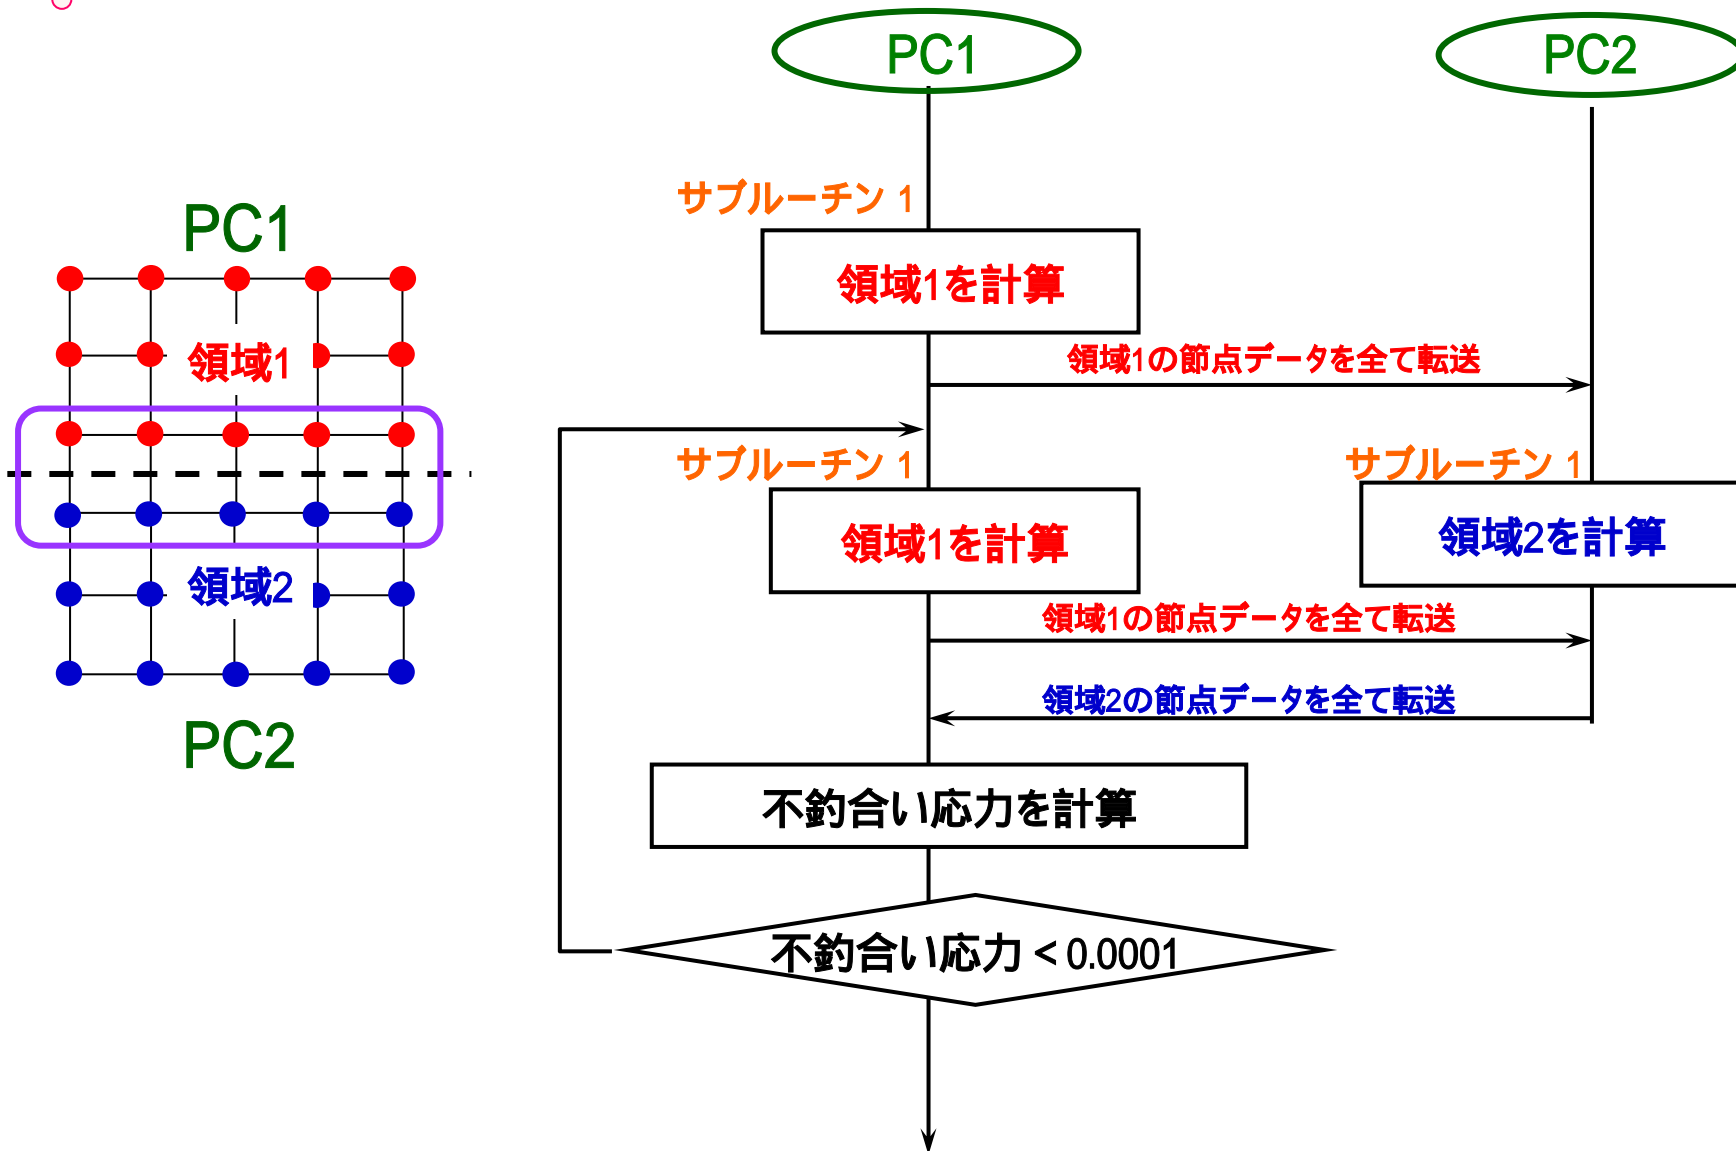 PC1
PC2
サブルーチン 1
PC1
領域1を計算
領域1
領域1の節点データを全て転送
サブルーチン 1
サブルーチン 1
領域1を計算
領域2を計算
領域2
領域1の節点データを全て転送
領域2の節点データを全て転送
PC2
不釣合い応力を計算
不釣合い応力 < 0.0001